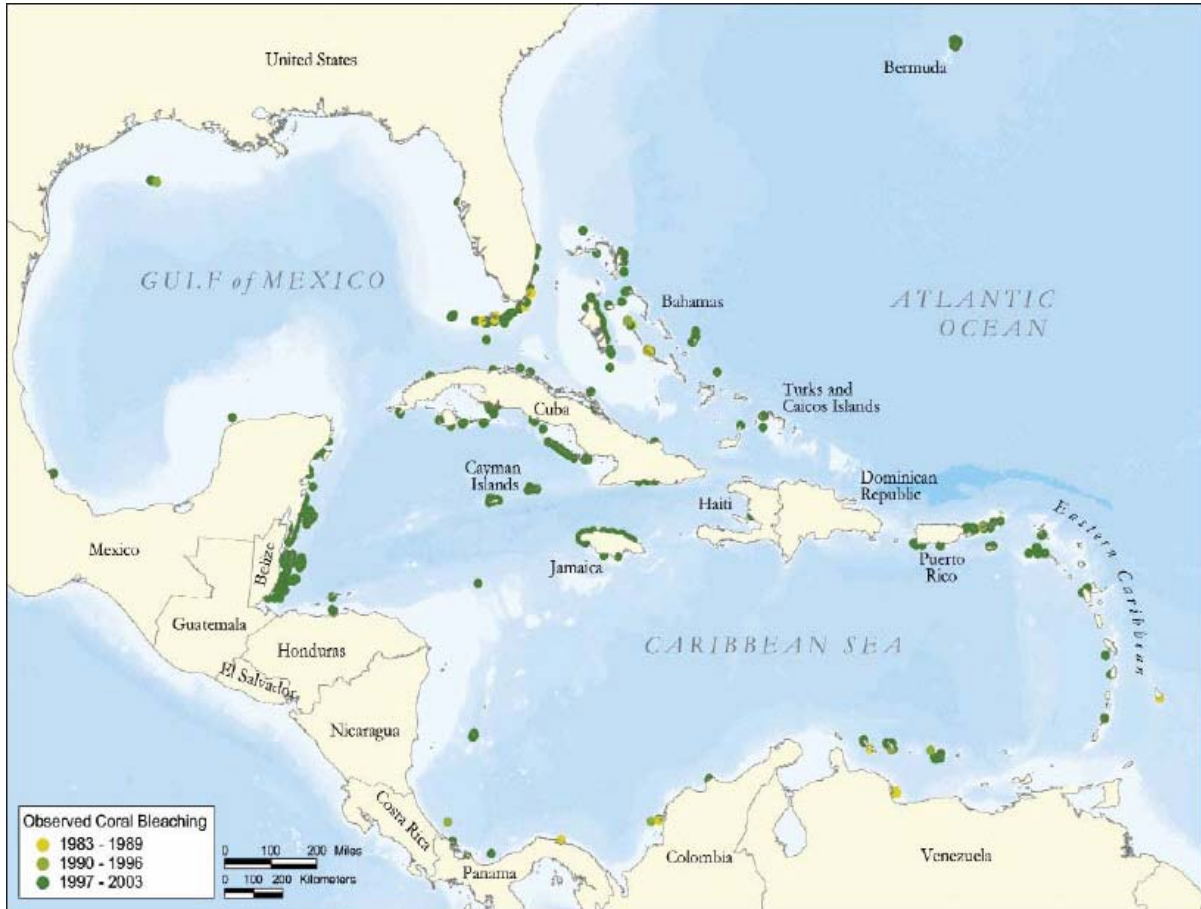 United States
Bermuda
GULF of MEXICO
Bahamas
ATLANTIC
OCEAN
Turks and
Caicos Islands
Cuba
Cayman
Islands
Dominican
Republic
Haiti
Mexico
Belize
Jamaica
Puerto
Rico
Eastern Caribbean
Guatemala
Honduras
CARIBBEAN SEA
El Salvador
Nicaragua
Costa Rica
Panama
Colombia
Venezuela
Observed Coral Bleaching
1983 - 1989
1990 - 1996
1997 - 2003
0 100 200 Miles
0 100 200 Kilometers